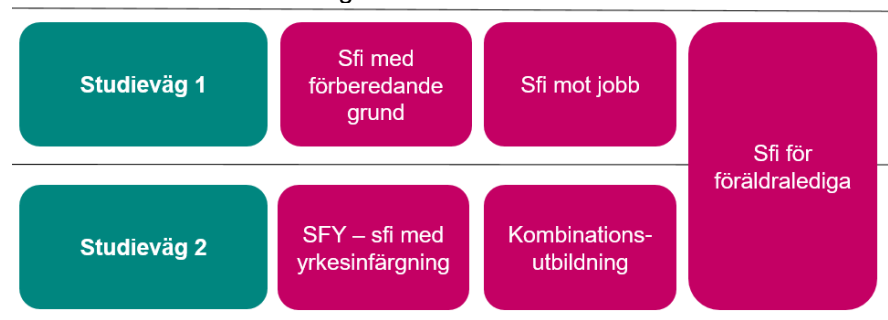 Studieväg 1
Sfi med
förberedande
grund
Sfi mot jobb
Sfi för
föräldralediga
Studieväg 2
SFY – sfi med
yrkesinfärgning
Kombinations-
utbildning